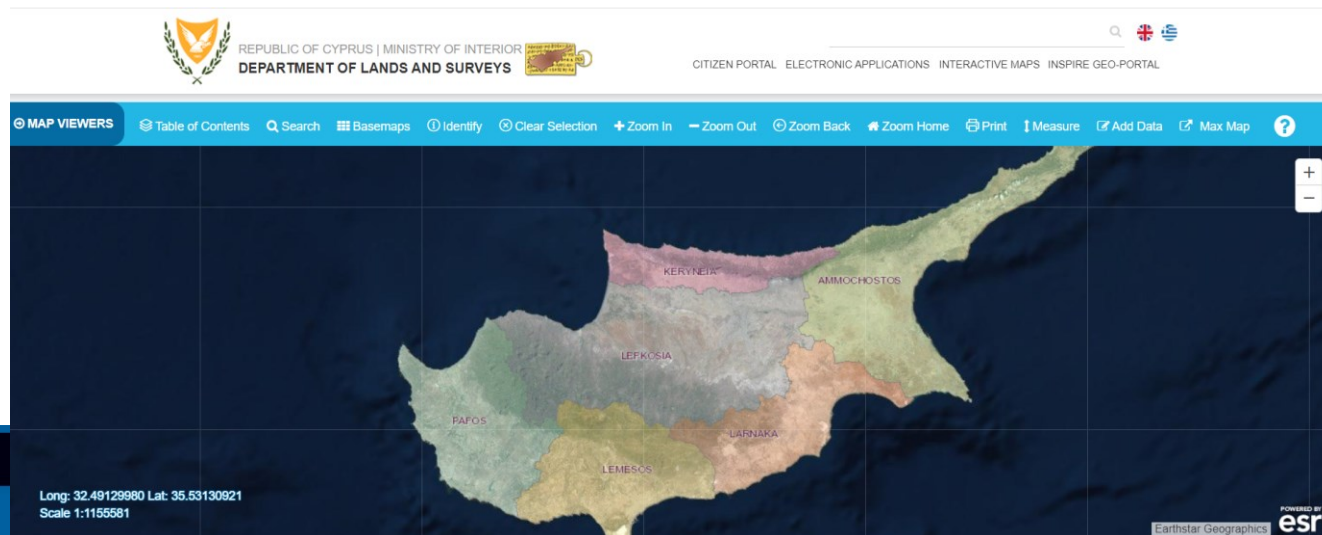 REPUBLIC OF CYPRUS | MINISTRY OF INTERIOR
DEPARTMENT OF LANDS AND SURVEYS
CITIZEN PORTAL ELECTRONIC APPLICATIONS INTERACTIVE MAPS INSPIRE GEO-PORTAL
MAP VIEWERS Table of Contents Search Basemaps Identify Clear Selection Zoom In Zoom Out Zoom Back Zoom Home Print Measure Add Data Max Map ?
+
−
KERYNEIA
AMMOCHOSTOS
LEFKOSIA
PAFOS
LARNAKA
LEMESOS
Long: 32.49129980 Lat: 35.53130921
Scale 1:1155581
POWERED BY
esr
Earthstar Geographics